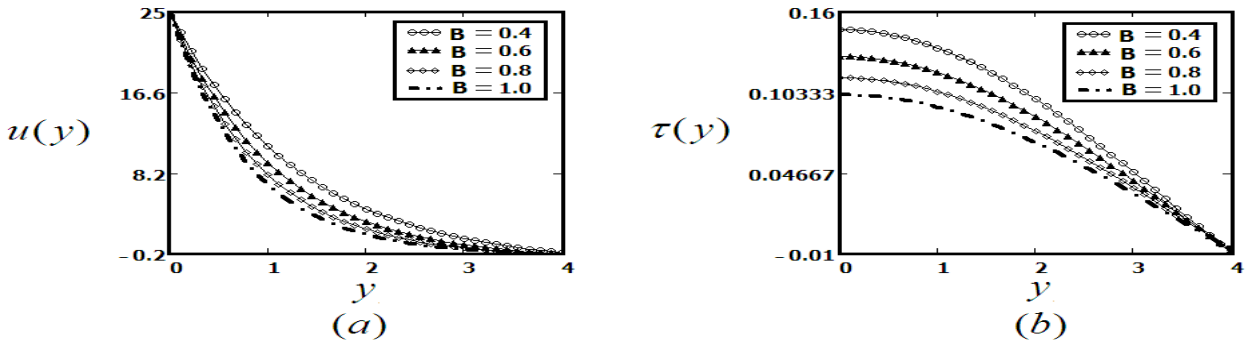 25
16.6
8.2
-0.2
u(y)
B = 0.4
B = 0.6
B = 0.8
B = 1.0
0 1 2 3 4
y
(a)
0.16
0.10333
0.04667
-0.01
τ(y)
B = 0.4
B = 0.6
B = 0.8
B = 1.0
0 1 2 3 4
y
(b)